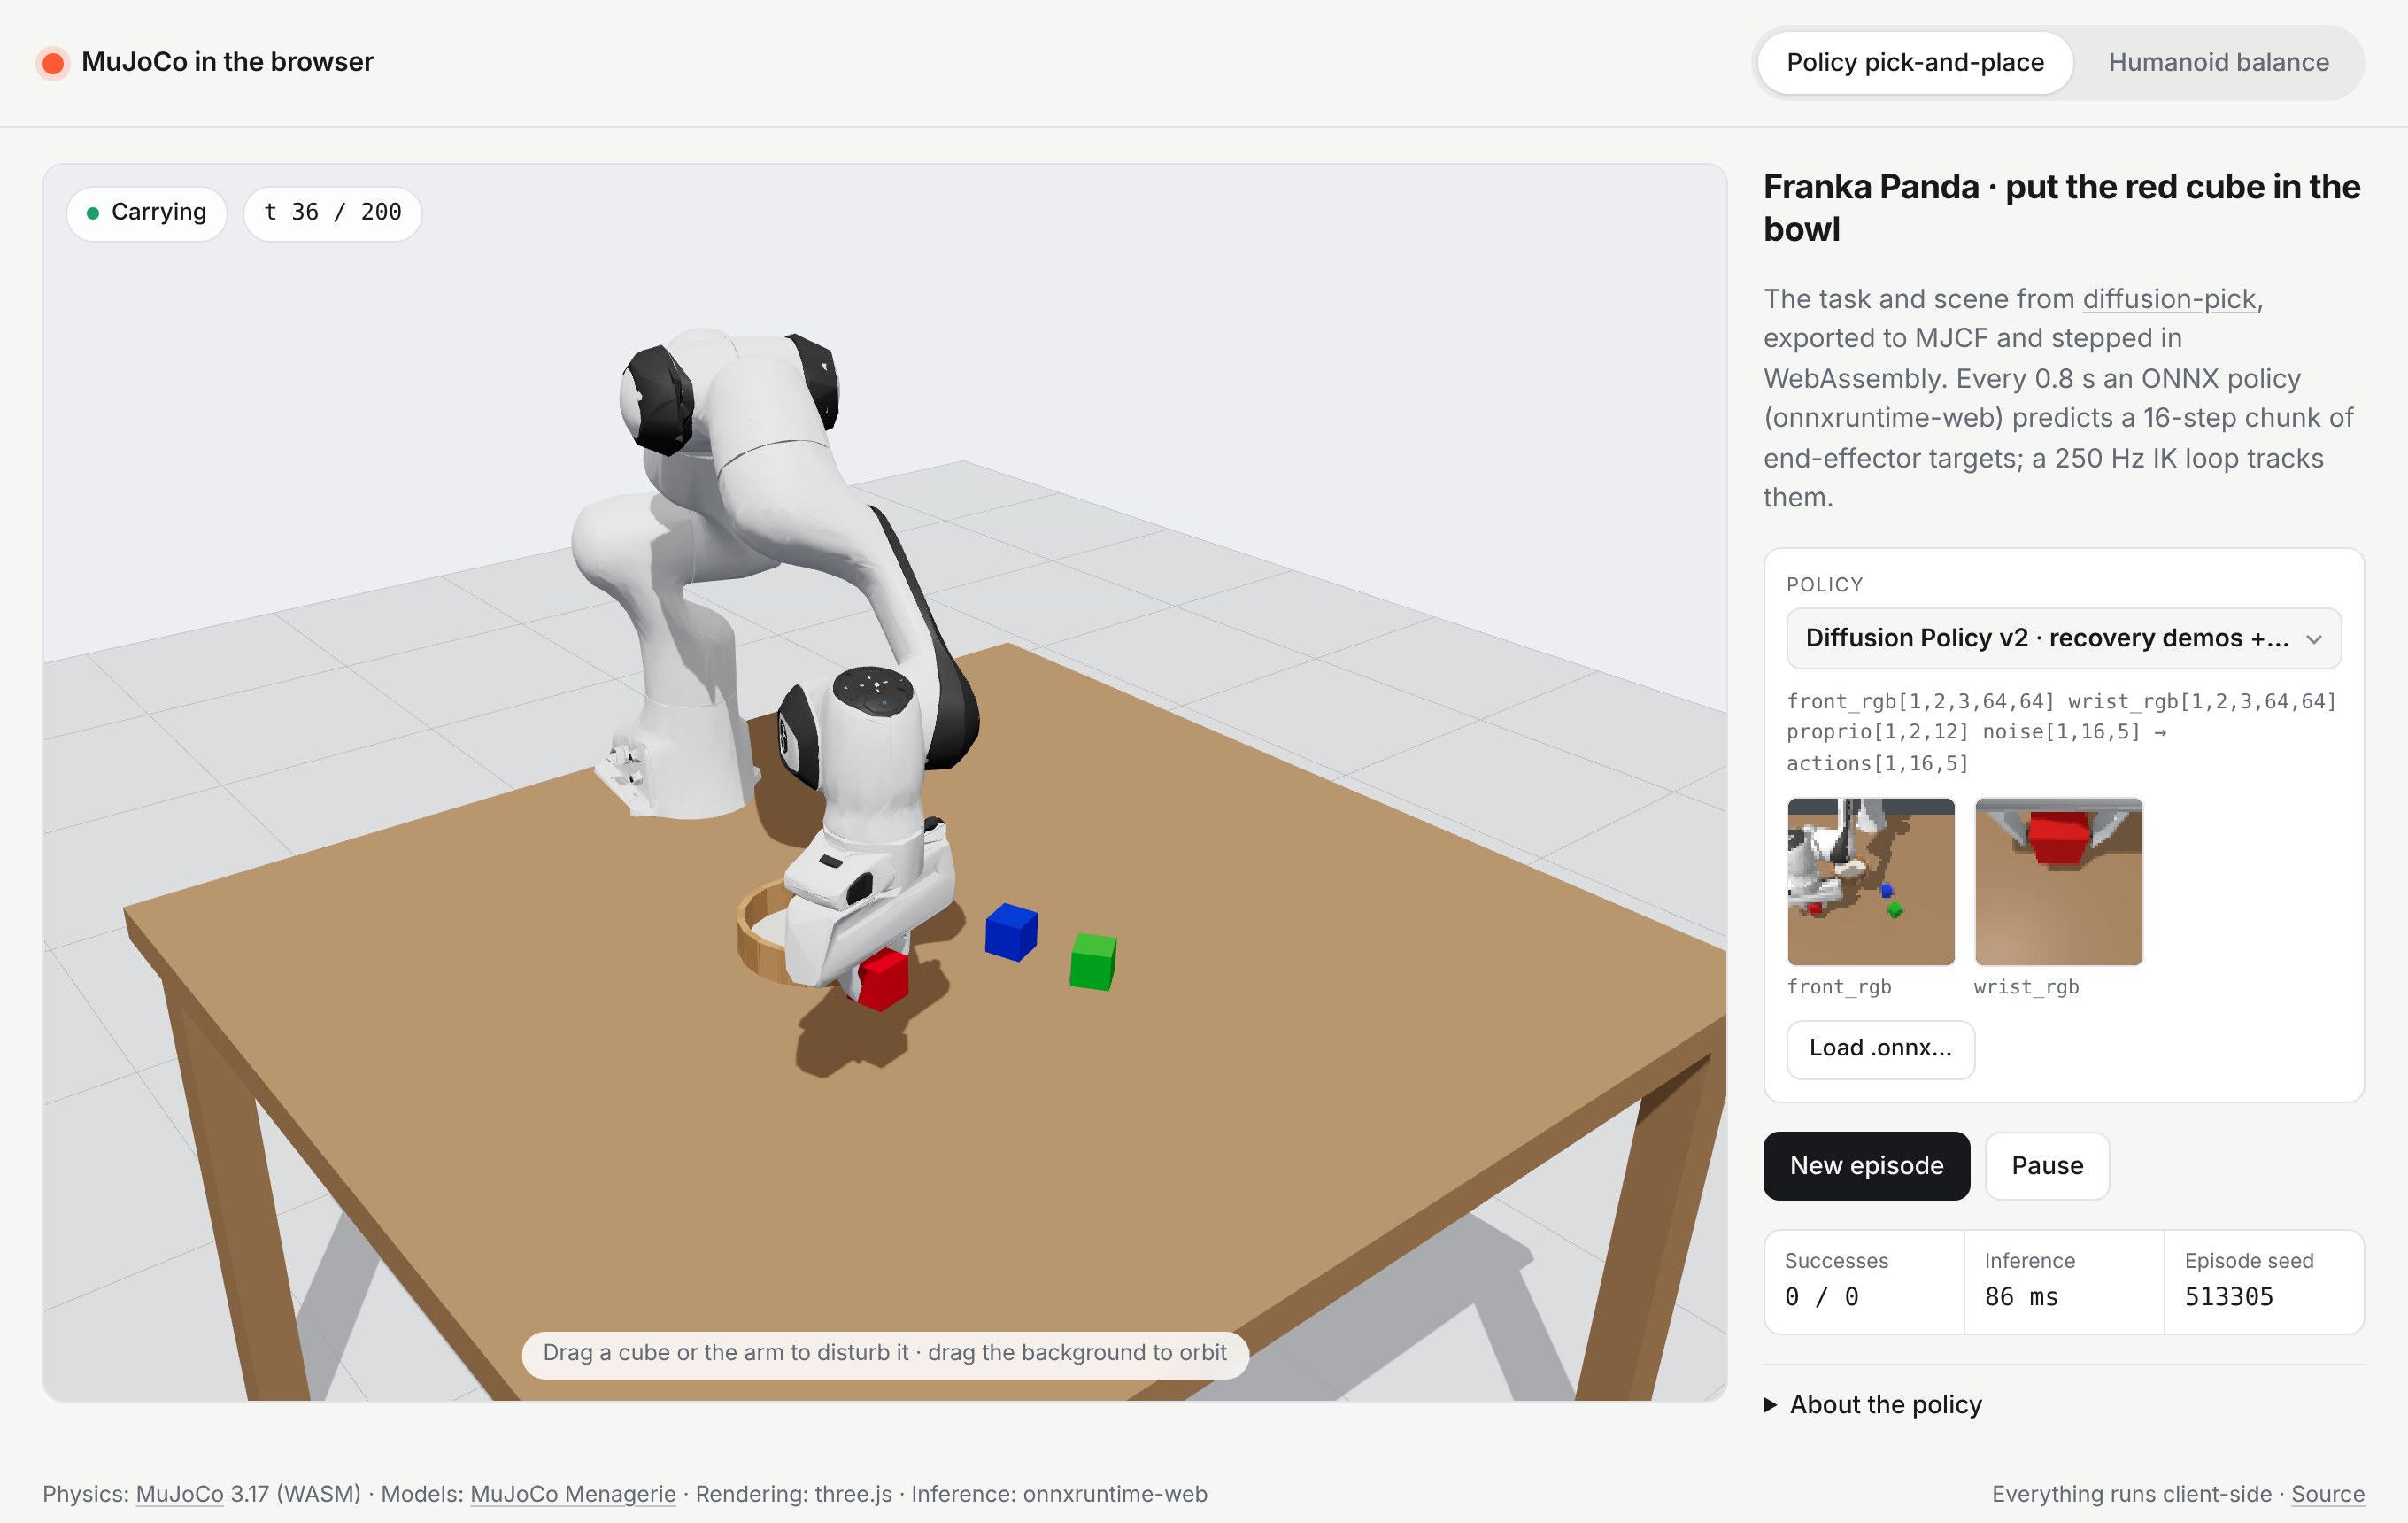 MuJoCo in the browser
Policy pick-and-place
Humanoid balance
Carrying
t 36 / 200
Franka Panda · put the red cube in the
bowl
The task and scene from diffusion-pick,
exported to MJCF and stepped in
WebAssembly. Every 0.8 s an ONNX policy
(onnxruntime-web) predicts a 16-step chunk of
end-effector targets; a 250 Hz IK loop tracks
them.
POLICY
Diffusion Policy v2 · recovery demos +...
front_rgb[1,2,3,64,64] wrist_rgb[1,2,3,64,64]
proprio[1,2,12] noise[1,16,5] →
actions[1,16,5]
front_rgb
wrist_rgb
Load .onnx...
New episode
Pause
Successes
0 / 0
Inference
86 ms
Episode seed
513305
Drag a cube or the arm to disturb it · drag the background to orbit
About the policy
Physics: MuJoCo 3.17 (WASM) · Models: MuJoCo Menagerie · Rendering: three.js · Inference: onnxruntime-web
Everything runs client-side · Source